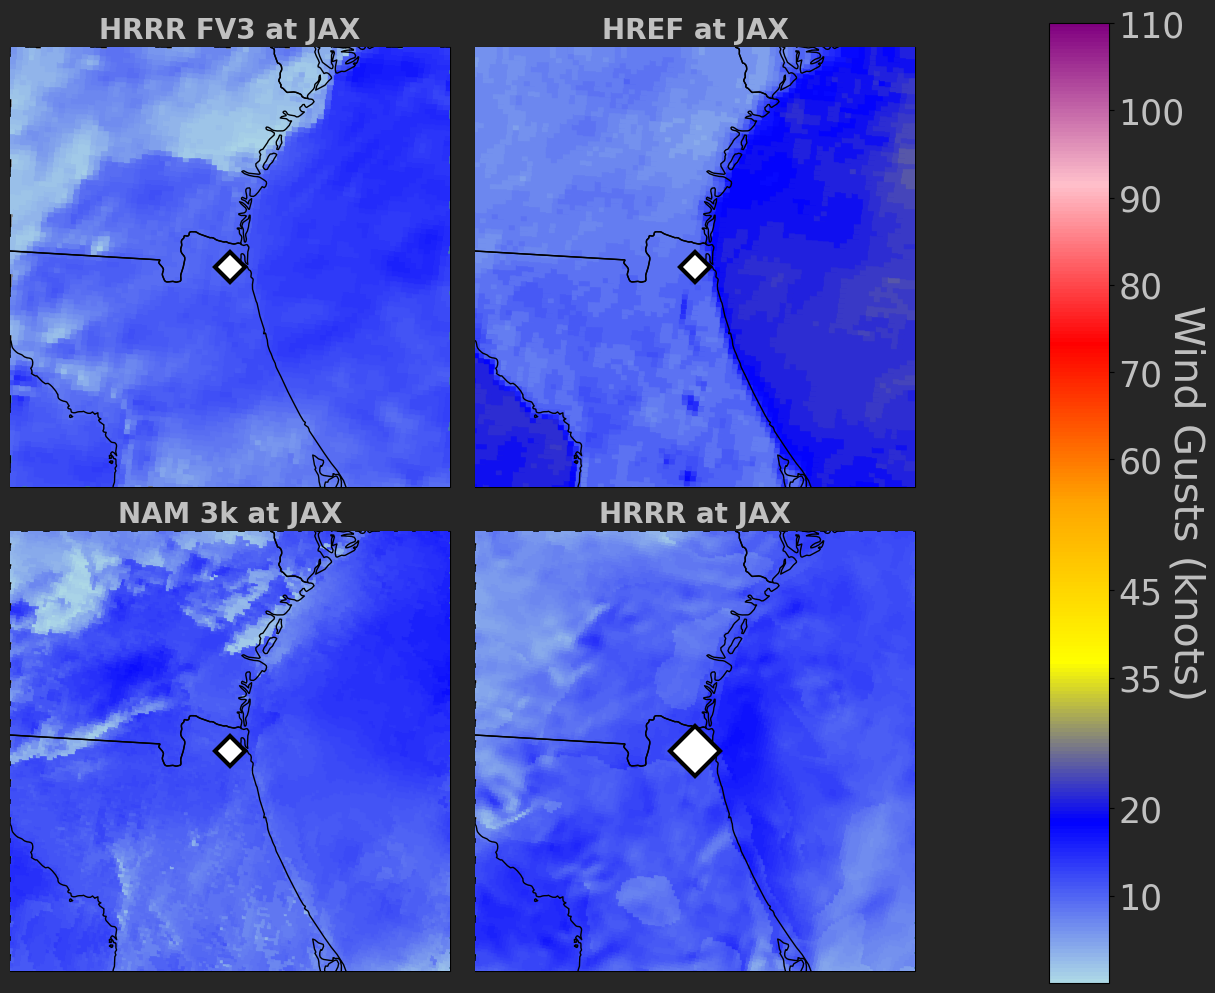 HRRR FV3 at JAX
HREF at JAX
NAM 3k at JAX
HRRR at JAX
110
100
90
80
70
60
45
35
20
10
Wind Gusts (knots)